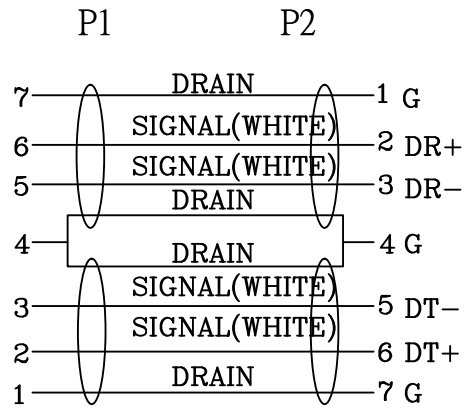 P1 P2
7 DRAIN 1 G
6 SIGNAL(WHITE) 2 DR+
5 SIGNAL(WHITE) 3 DR-
DRAIN
4 4 G
DRAIN
3 SIGNAL(WHITE) 5 DT-
2 SIGNAL(WHITE) 6 DT+
1 DRAIN 7 G